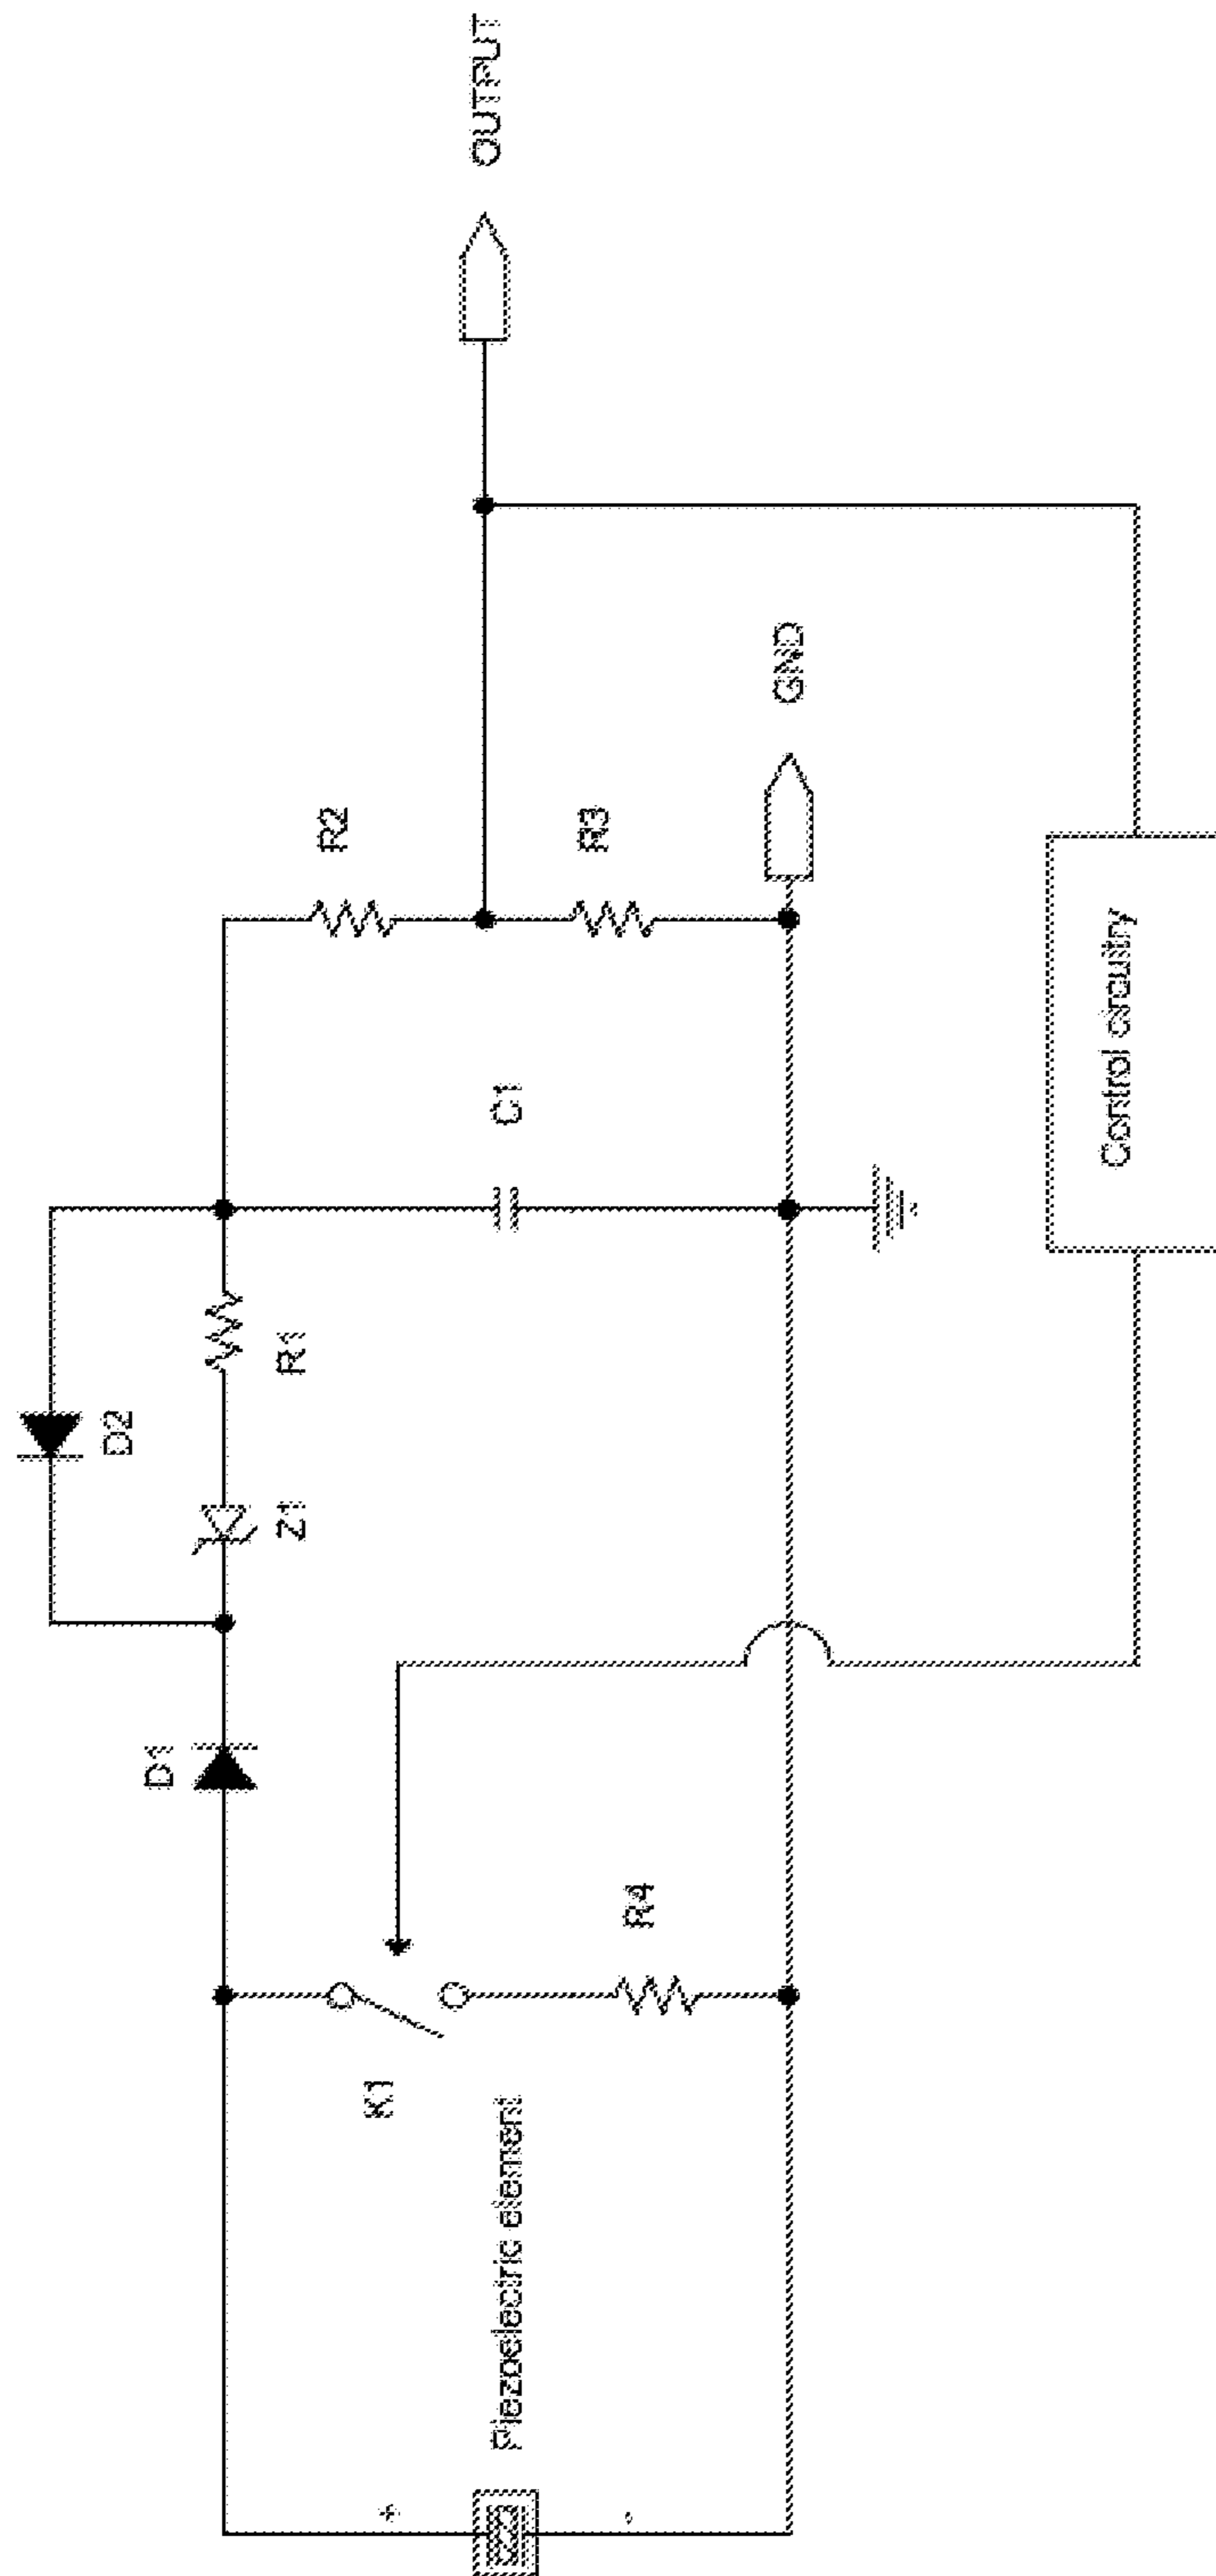 D2
D1
Z1
R1
R2
OUTPUT
K1
Piezoelectric element
+
-
C1
R4
R3
GND
Control circuitry